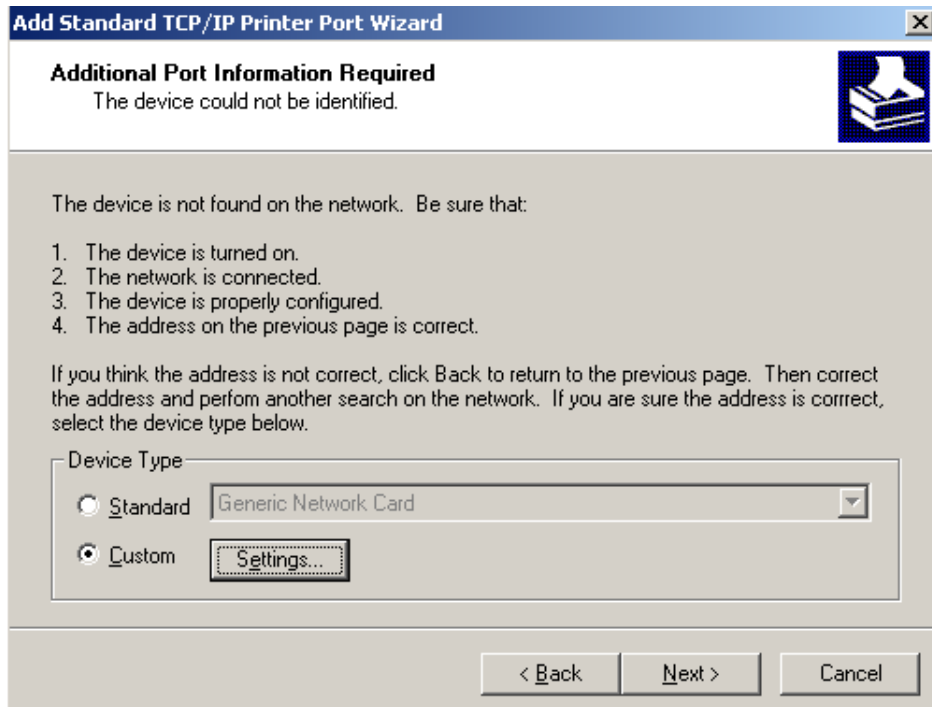 Add Standard TCP/IP Printer Port Wizard
Additional Port Information Required
The device could not be identified.
The device is not found on the network.  Be sure that:
1.  The device is turned on.
2.  The network is connected.
3.  The device is properly configured.
4.  The address on the previous page is correct.
If you think the address is not correct, click Back to return to the previous page.  Then correct
the address and perfom another search on the network.  If you are sure the address is corrrect,
select the device type below.
Device Type
Standard Generic Network Card
Custom Settings...
< Back Next > Cancel